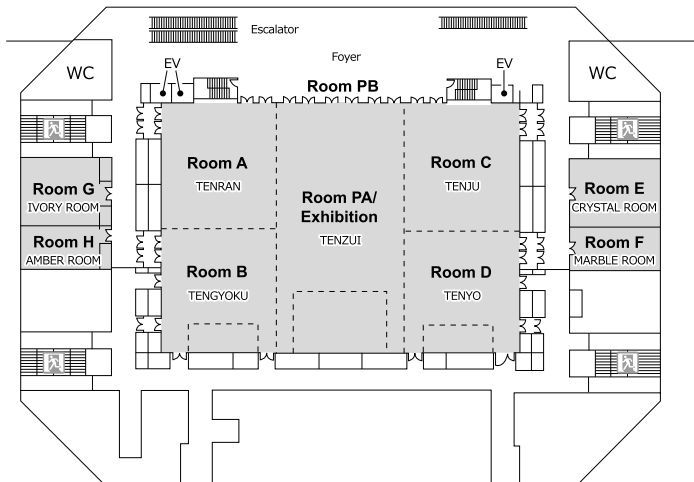 Escalator
Foyer
WC
EV
EV
WC
Room PB
Room A
TENRAN
Room C
TENJU
Room PA/
Exhibition
TENZUI
Room G
IVORY ROOM
Room E
CRYSTAL ROOM
Room H
AMBER ROOM
Room F
MARBLE ROOM
Room B
TENGYOKU
Room D
TENYO